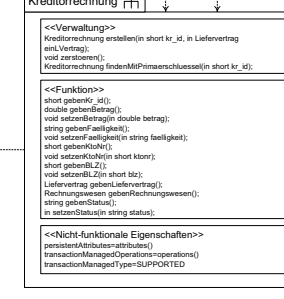 Kreditorrechnung
<<Verwaltung>>
Kreditorrechnung erstellen(in short kr_id, in Liefervertrag
einLVertrag);
void zerstoeren();
Kreditorrechnung findenMitPrimaerschluessel(in short kr_id);
<<Funktion>>
short gebenKr_id();
double gebenBetrag();
void setzenBetrag(in double betrag);
string gebenFaelligkeit();
void setzenFaelligkeit(in string faelligkeit);
short gebenKtoNr();
void setzenKtoNr(in short ktonr);
short gebenBLZ();
void setzenBLZ(in short blz);
Liefervertrag gebenLiefervertrag();
Rechnungswesen gebenRechnungswesen();
string gebenStatus();
in setzenStatus(in string status);
<<Nicht-funktionale Eigenschaften>>
persistentAttributes=attributes()
transactionManagedOperations=operations()
transactionManagedType=SUPPORTED